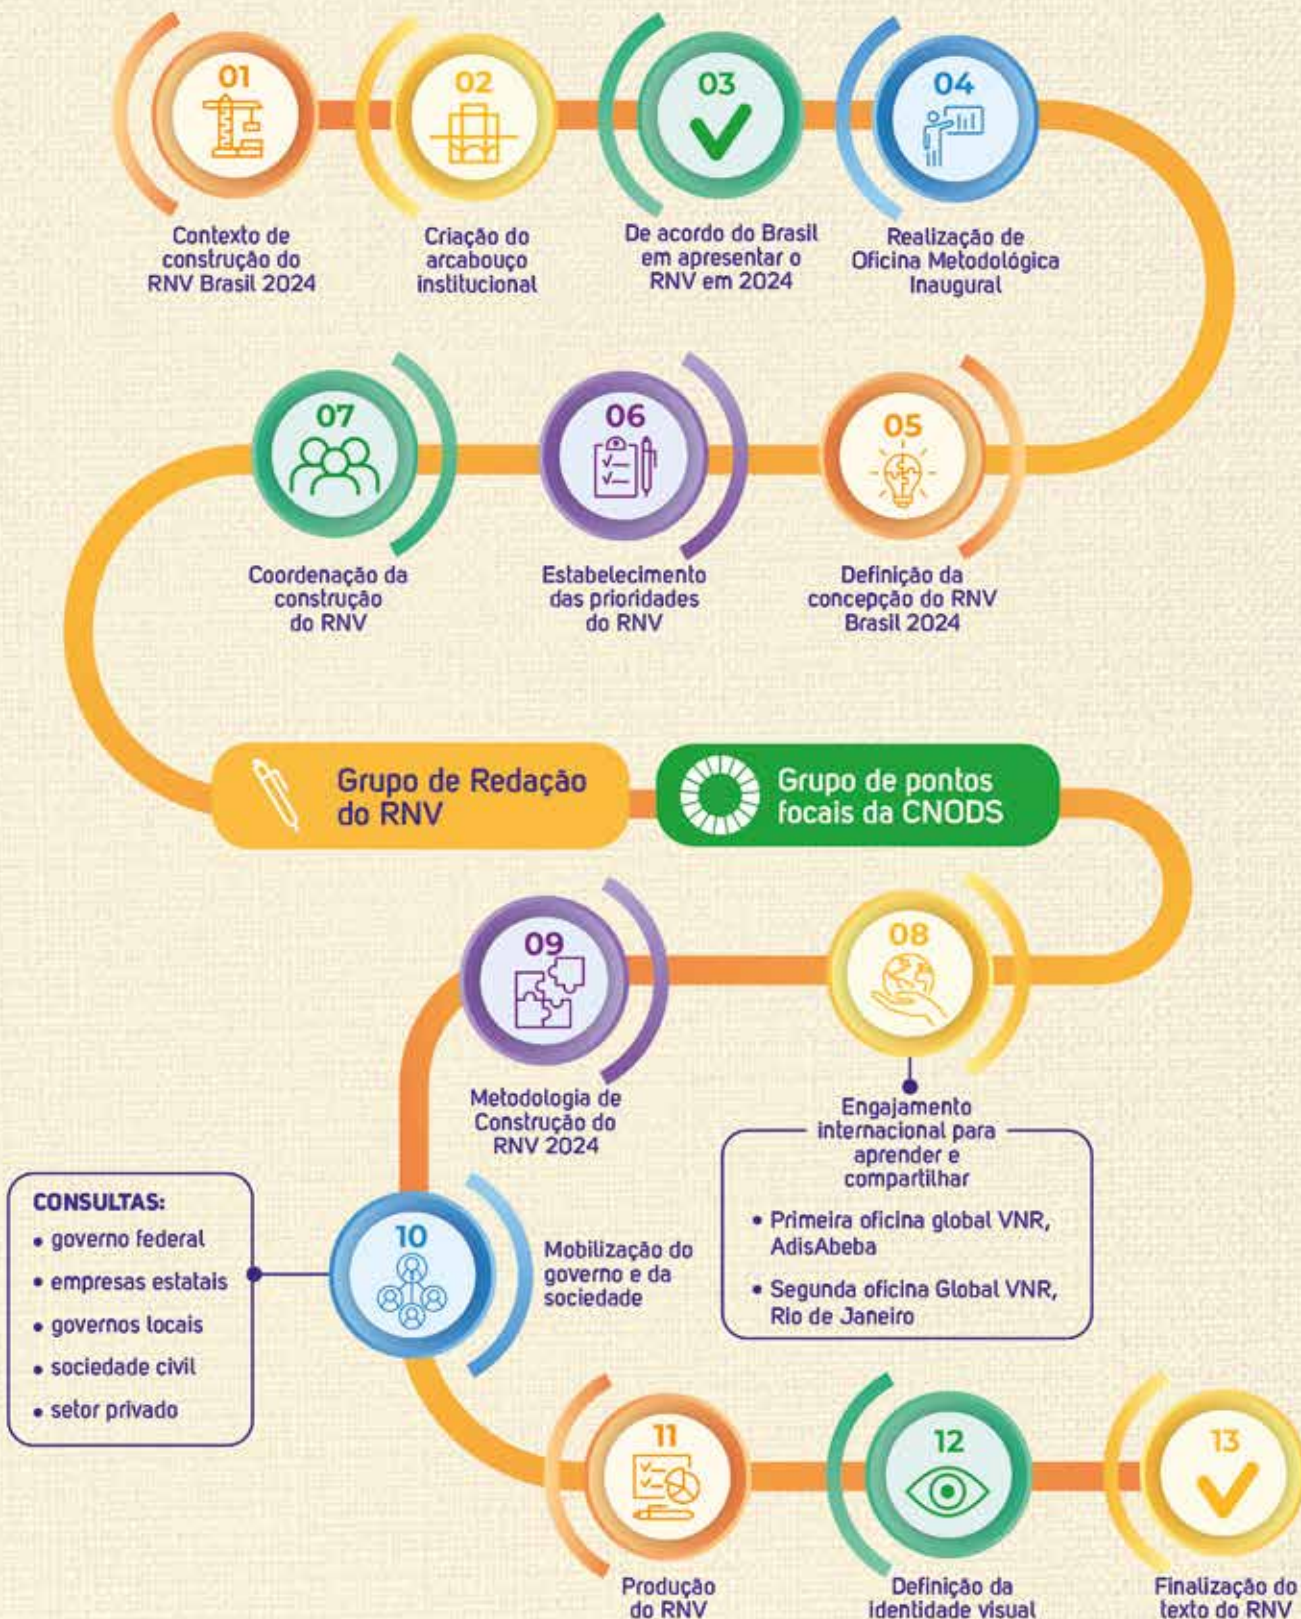 01
Contexto de
construção do
RNV Brasil 2024
02
Criação do
arcabouço
institucional
03
De acordo do Brasil
em apresentar o
RNV em 2024
04
Realização de
Oficina Metodológica
Inaugural
05
Definição da
concepção do RNV
Brasil 2024
06
Estabelecimento
das prioridades
do RNV
07
Coordenação da
construção
do RNV
Grupo de Redação
do RNV
Grupo de pontos
focais da CNODS
08
Engajamento
internacional para
aprender e
compartilhar
• Primeira oficina global VNR,
AdisAbeba
• Segunda oficina Global VNR,
Rio de Janeiro
09
Metodologia de
Construção do
RNV 2024
10
Mobilização do
governo e da
sociedade
CONSULTAS:
• governo federal
• empresas estatais
• governos locais
• sociedade civil
• setor privado
11
Produção
do RNV
12
Definição da
identidade visual
13
Finalização do
texto do RNV